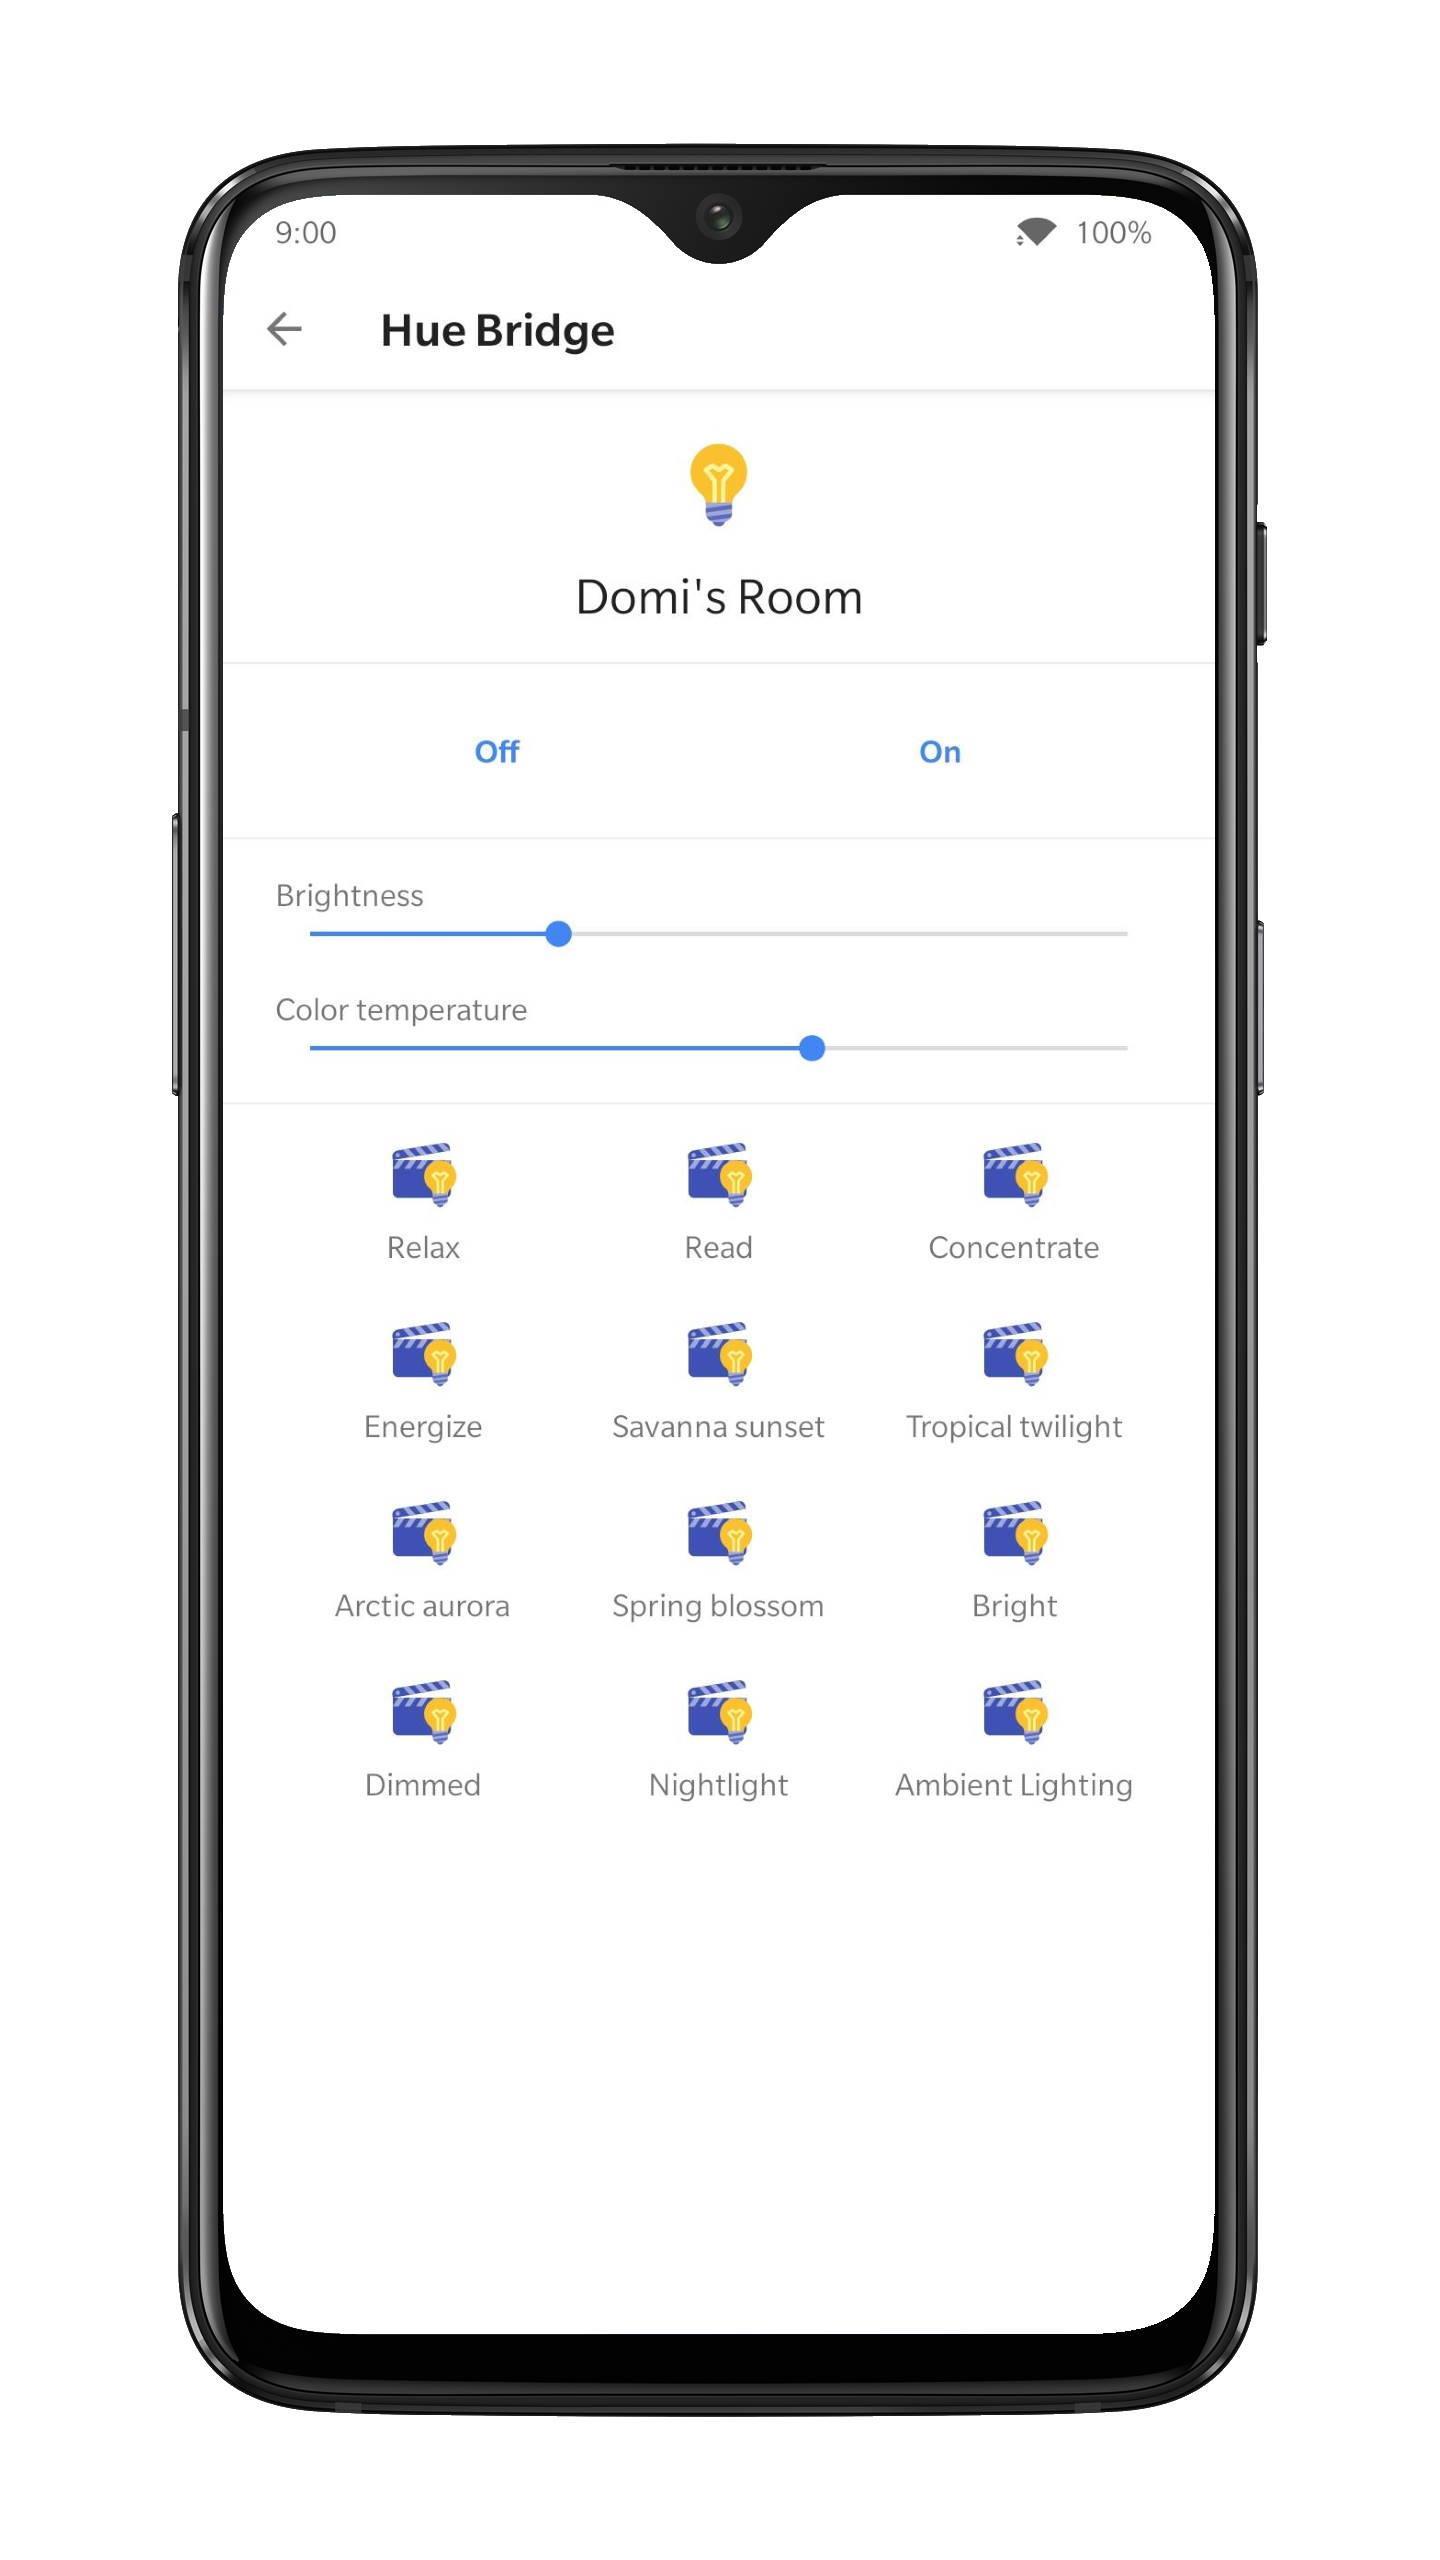 9:00 100%
Hue Bridge
Domi's Room
Off On
Brightness
Color temperature
Relax Read Concentrate
Energize Savanna sunset Tropical twilight
Arctic aurora Spring blossom Bright
Dimmed Nightlight Ambient Lighting